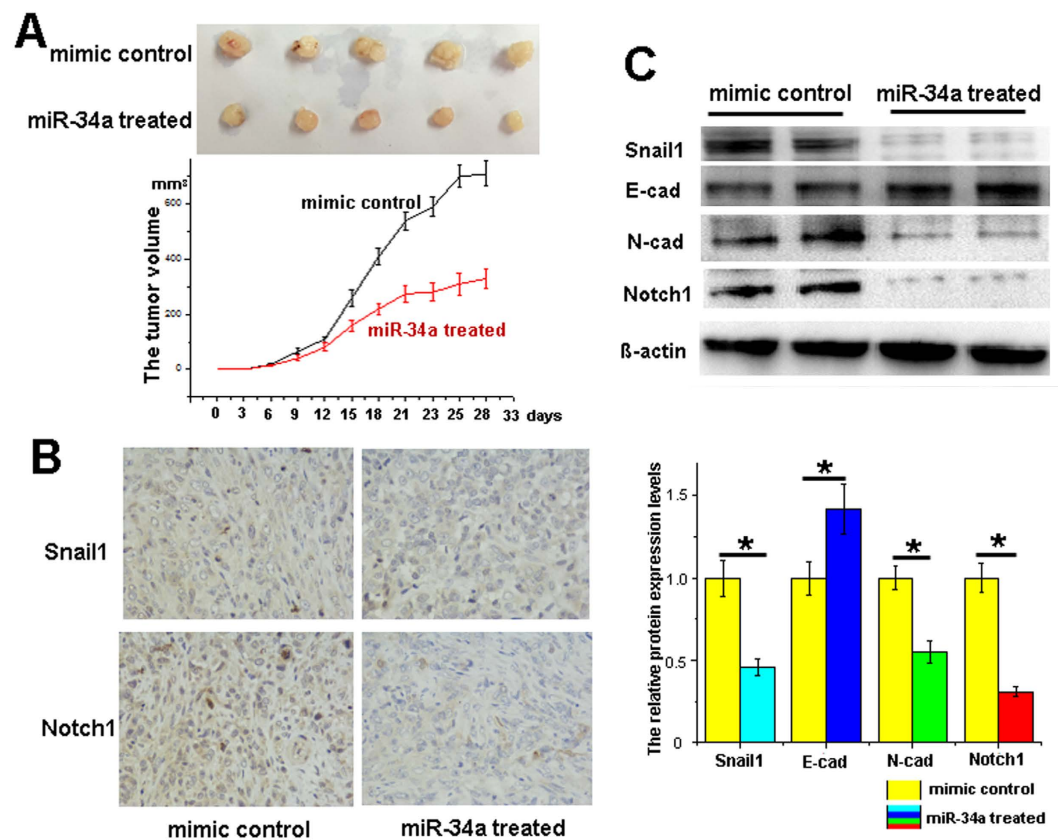 A
mimic control
miR-34a treated
mm³
600
400
200
0
The tumor volume
mimic control
miR-34a treated
0 3 6 9 12 15 18 21 23 25 28 33 days
B
Snail1
Notch1
mimic control miR-34a treated
C
mimic control miR-34a treated
Snail1
E-cad
N-cad
Notch1
ß-actin
The relative protein expression levels
1.5
1.0
0.5
0
* * * *
Snail1 E-cad N-cad Notch1
mimic control
miR-34a treated